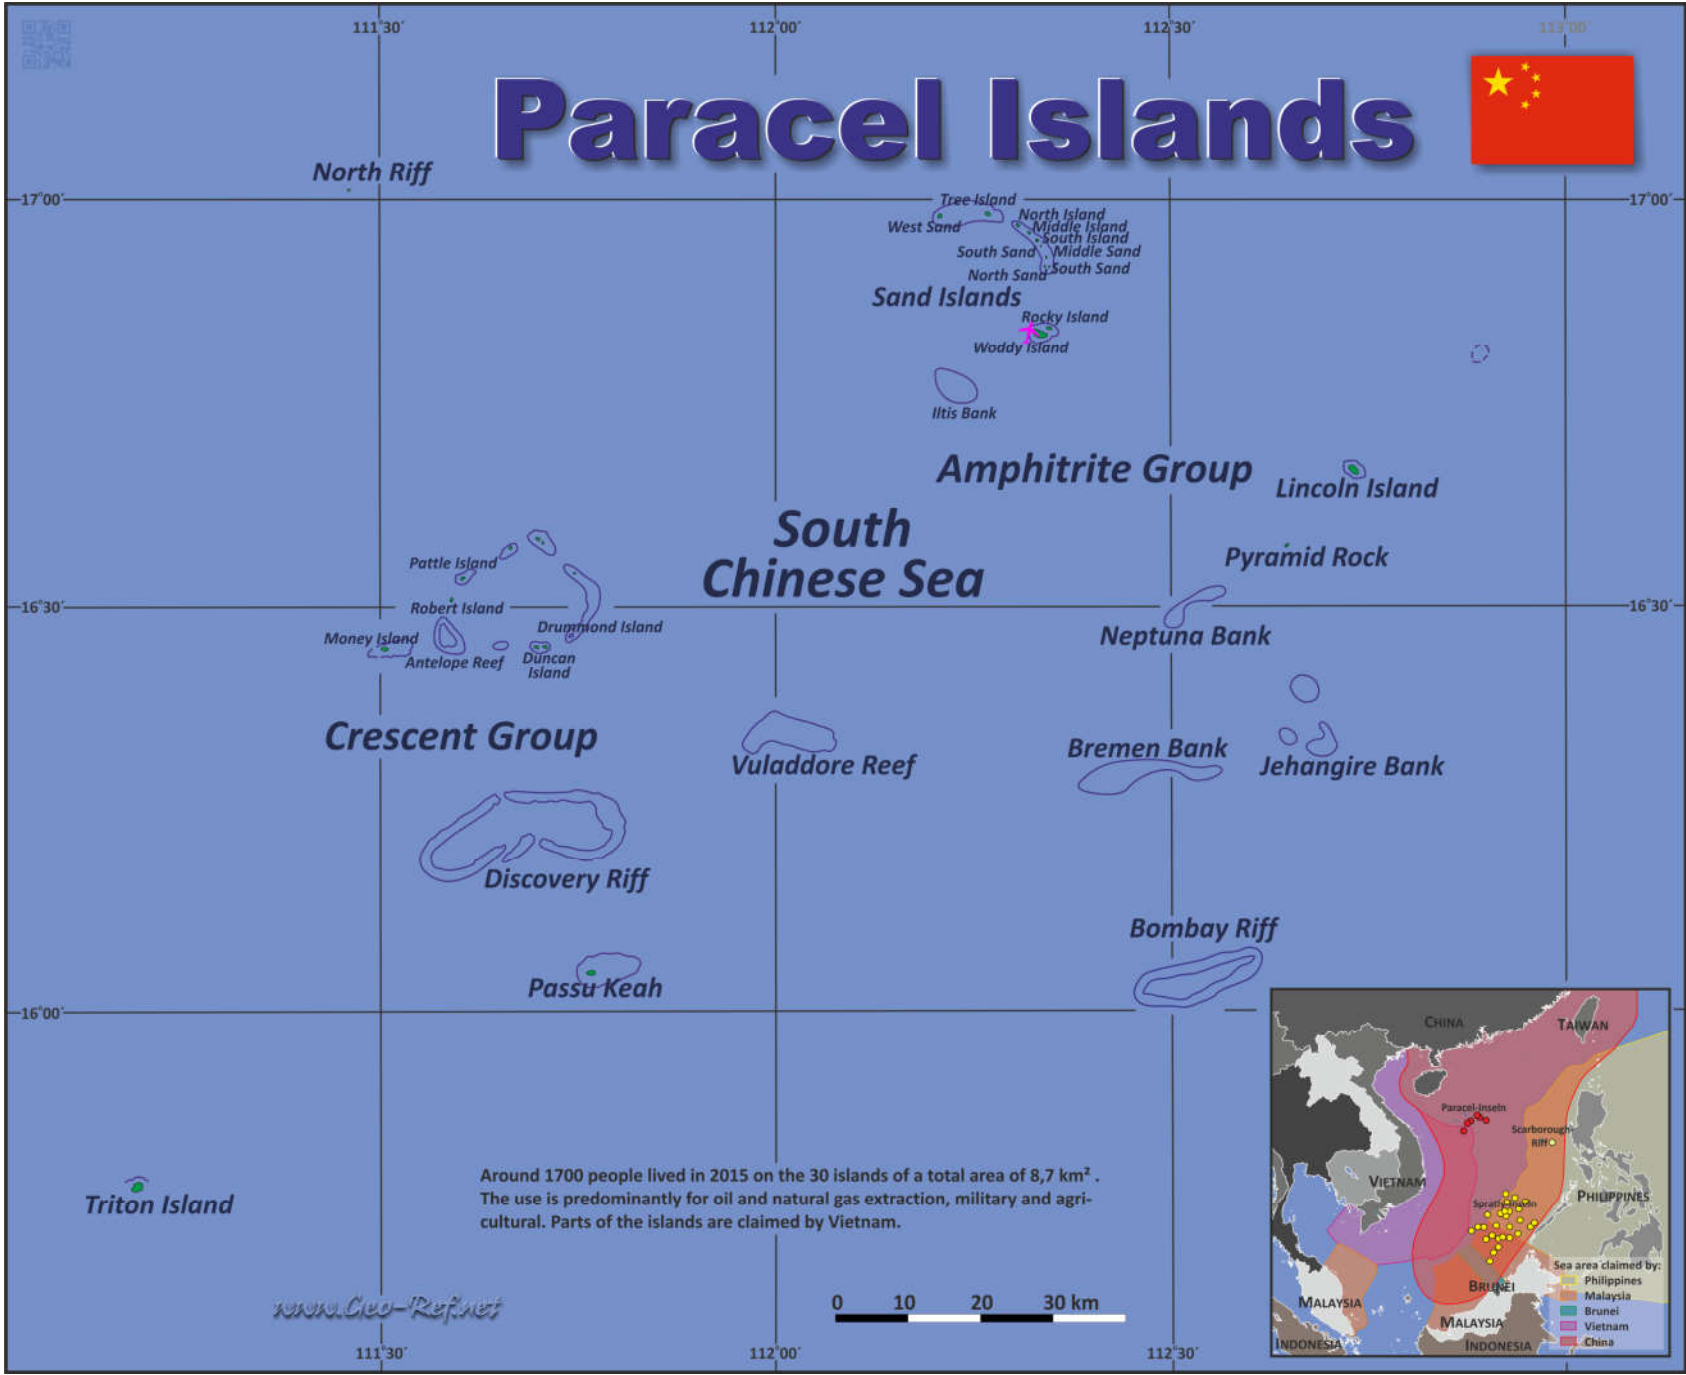 111°30´ 112°00´ 112°30´ 113°00´
Paracel Islands
North Riff
17°00´ 17°00´
Tree Island
West Sand
North Island
Middle Island
South Island
South Sand
Middle Sand
South Sand
North Sand
Sand Islands
Rocky Island
Woddy Island
Iltis Bank
Amphitrite Group
Lincoln Island
South
Chinese Sea
Pyramid Rock
Pattle Island
16°30´ 16°30´
Robert Island
Drummond Island
Money Island
Antelope Reef
Duncan
Island
Neptuna Bank
Crescent Group
Vuladdore Reef
Bremen Bank
Jehangire Bank
Discovery Riff
Bombay Riff
Passu Keah
16°00´
Triton Island
Around 1700 people lived in 2015 on the 30 islands of a total area of 8,7 km² .
The use is predominantly for oil and natural gas extraction, military and agri-
cultural. Parts of the islands are claimed by Vietnam.
www.Geo-Ref.net
0 10 20 30 km
111°30´ 112°00´ 112°30´
CHINA
TAIWAN
Paracel-Inseln
Scarborough-
Riff
VIETNAM
PHILIPPINES
Spratly-Inseln
BRUNEI
MALAYSIA
MALAYSIA
INDONESIA
INDONESIA
Sea area claimed by:
Philippines
Malaysia
Brunei
Vietnam
China